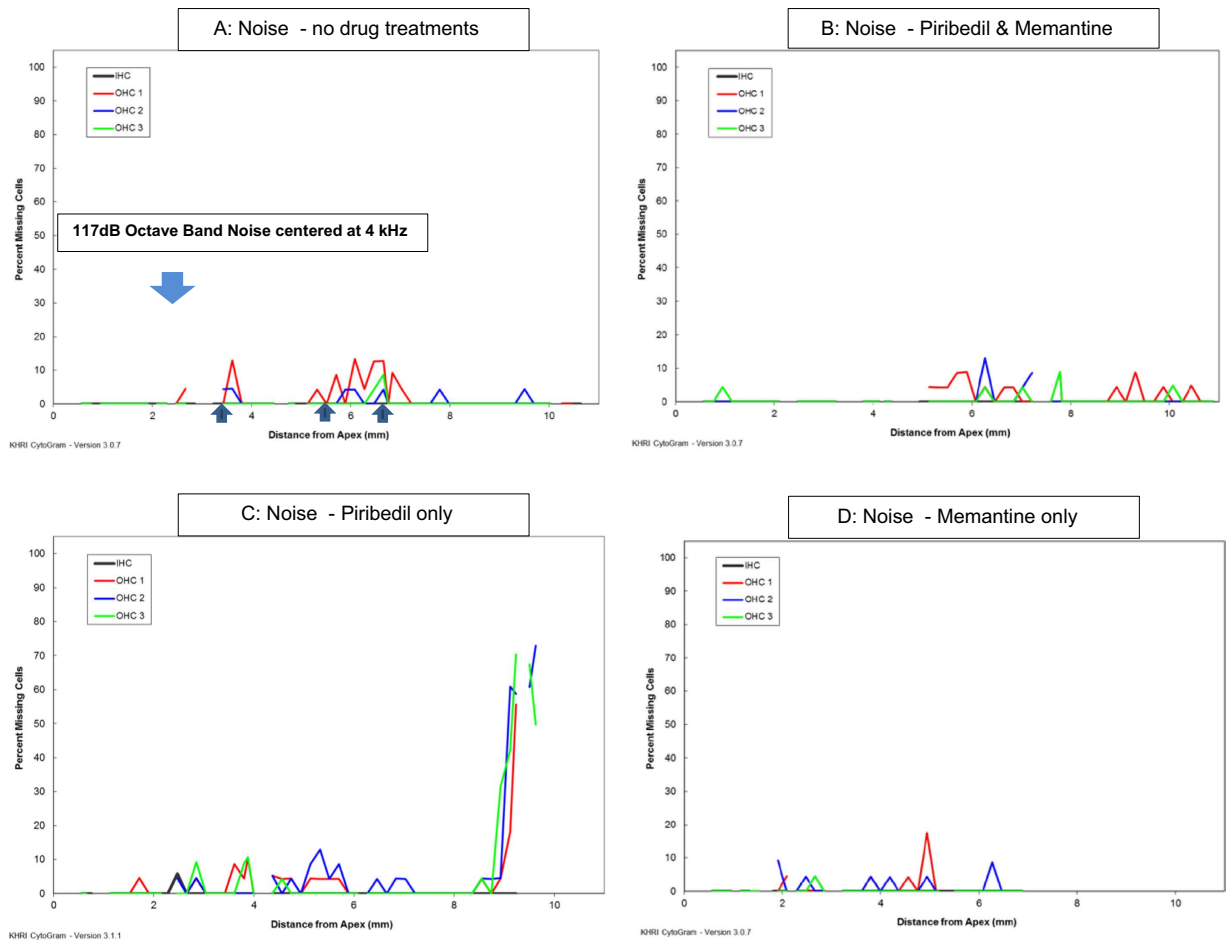 A: Noise - no drug treatments
100
90
80
70
60
50
40
30
20
10
0
Percent Missing Cells
IHC
OHC 1
OHC 2
OHC 3
117dB Octave Band Noise centered at 4 kHz
0 2 4 6 8 10
Distance from Apex (mm)
KHRI CytoGram - Version 3.0.7
B: Noise - Piribedil & Memantine
100
90
80
70
60
50
40
30
20
10
0
Percent Missing Cells
IHC
OHC 1
OHC 2
OHC 3
0 2 4 6 8 10
Distance from Apex (mm)
KHRI CytoGram - Version 3.0.7
C: Noise - Piribedil only
100
90
80
70
60
50
40
30
20
10
0
Percent Missing Cells
IHC
OHC 1
OHC 2
OHC 3
0 2 4 6 8 10
Distance from Apex (mm)
KHRI CytoGram - Version 3.1.1
D: Noise - Memantine only
100
90
80
70
60
50
40
30
20
10
0
Percent Missing Cells
IHC
OHC 1
OHC 2
OHC 3
0 2 4 6 8 10
Distance from Apex (mm)
KHRI CytoGram - Version 3.0.7